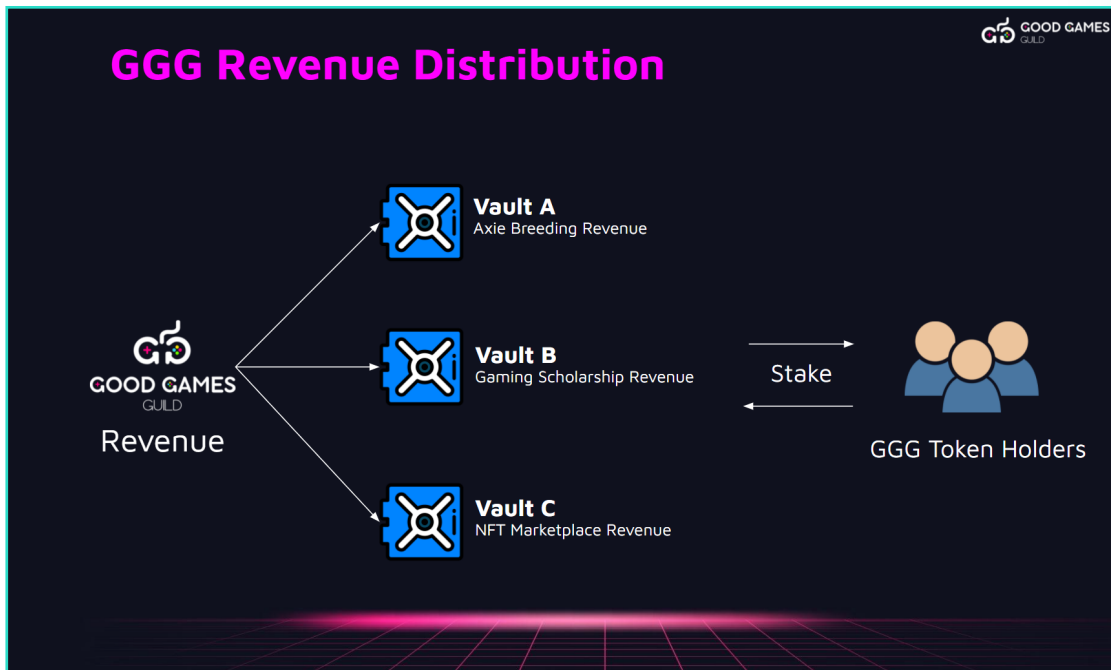 GOOD GAMES
GUILD
GGG Revenue Distribution
Vault A
Axie Breeding Revenue
GOOD GAMES
GUILD
Revenue
Vault B
Gaming Scholarship Revenue
Stake
GGG Token Holders
Vault C
NFT Marketplace Revenue